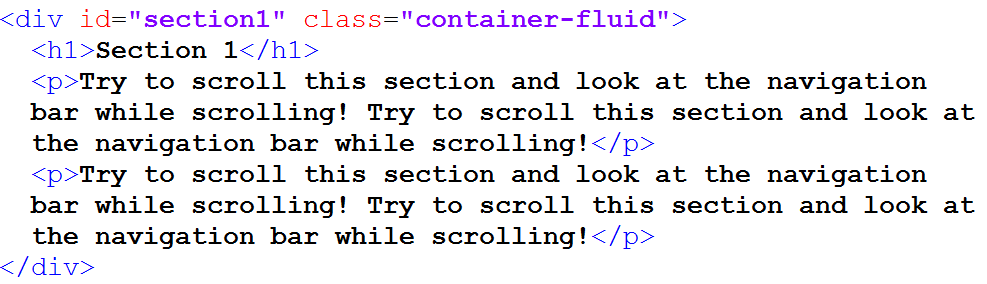 <div id="section1" class="container-fluid">
  <h1>Section 1</h1>
  <p>Try to scroll this section and look at the navigation
  bar while scrolling! Try to scroll this section and look at
  the navigation bar while scrolling!</p>
  <p>Try to scroll this section and look at the navigation
  bar while scrolling! Try to scroll this section and look at
  the navigation bar while scrolling!</p>
</div>